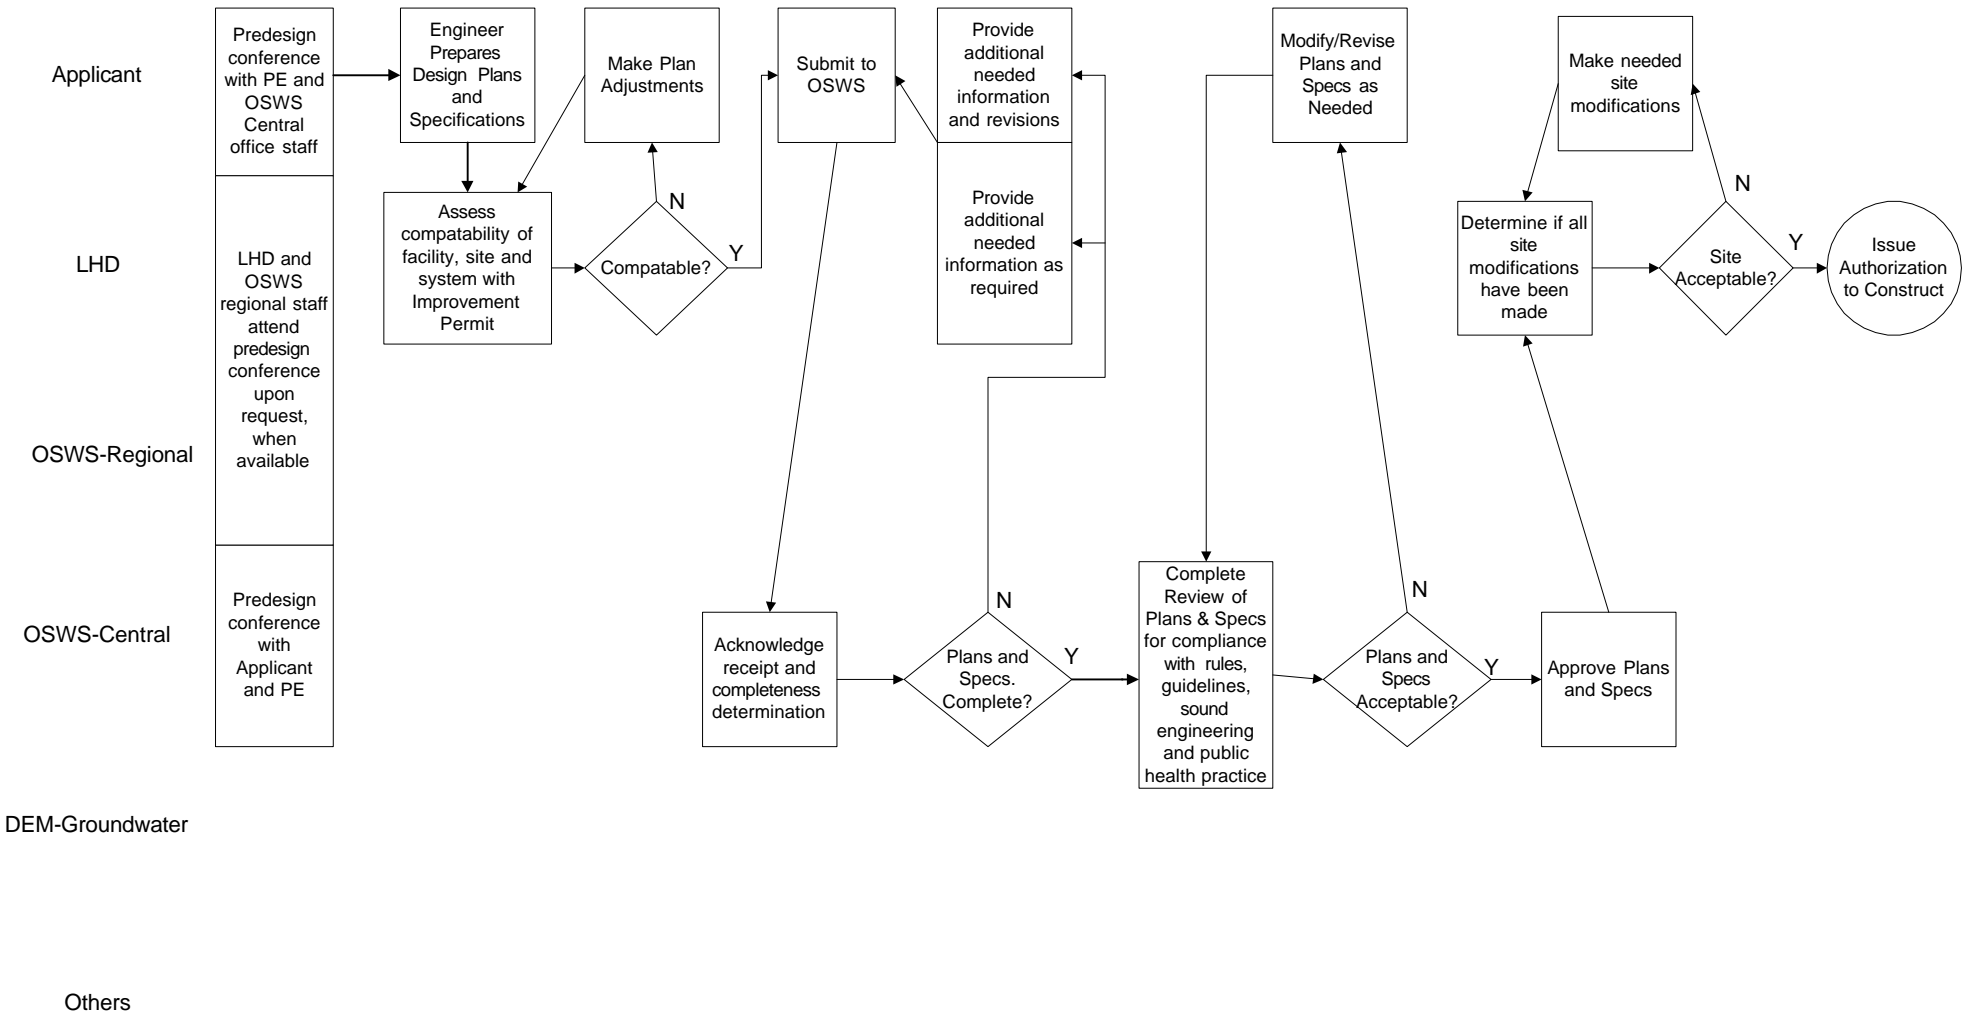 Applicant
LHD
OSWS-Regional
OSWS-Central
DEM-Groundwater
Others
Predesign
conference
with PE and
OSWS
Central
office staff
LHD and
OSWS
regional staff
attend
predesign
conference
upon
request,
when
available
Predesign
conference
with
Applicant
and PE
Engineer
Prepares
Design Plans
and
Specifications
Assess
compatability of
facility, site and
system with
Improvement
Permit
Make Plan
Adjustments
N
Compatable?
Y
Submit to
OSWS
Acknowledge
receipt and
completeness
determination
Provide
additional
needed
information
and revisions
Provide
additional
needed
information as
required
N
Plans and
Specs.
Complete?
Y
Complete
Review of
Plans & Specs
for compliance
with rules,
guidelines,
sound
engineering
and public
health practice
Modify/Revise
Plans and
Specs as
Needed
N
Plans and
Specs
Acceptable?
Y
Approve Plans
and Specs
Determine if all
site
modifications
have been
made
Make needed
site
modifications
N
Site
Acceptable?
Y
Issue
Authorization
to Construct